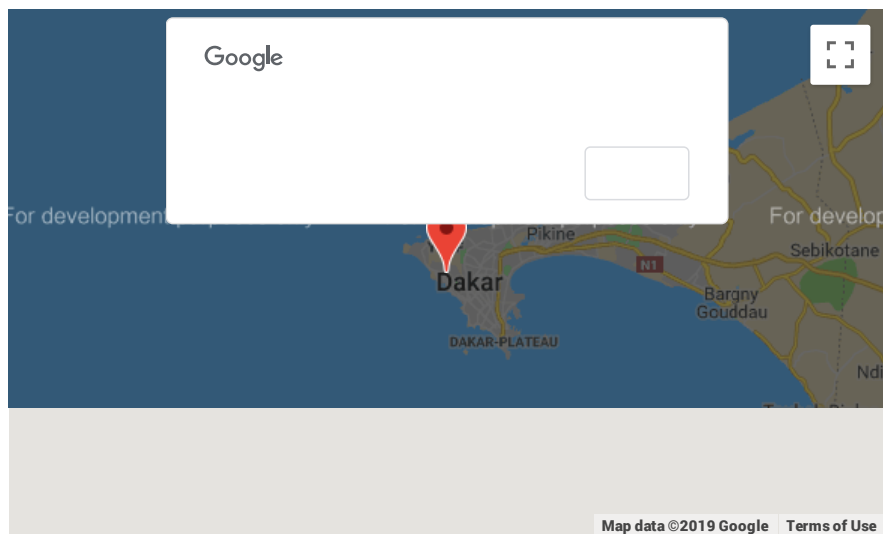 Google
For development
For develop
Pikine
Sebikotane
N1
Dakar
Bargny
Gouddau
DAKAR-PLATEAU
Ndi
Map data ©2019 Google
Terms of Use